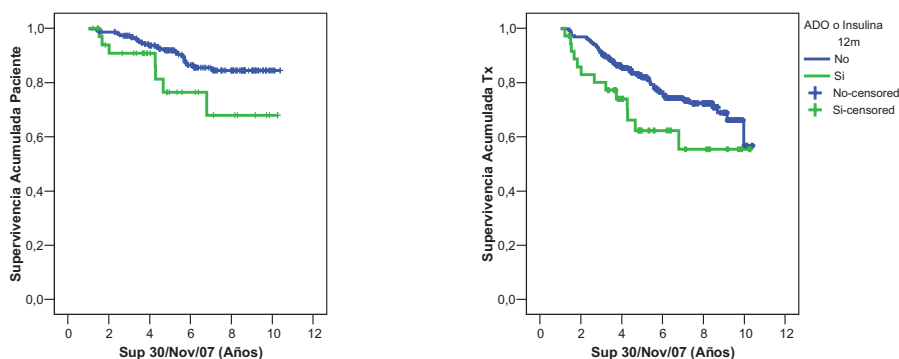 Supervivencia Acumulada Paciente
1,0
0,8
0,6
0,4
0,2
0,0
0 2 4 6 8 10 12
Sup 30/Nov/07 (Años)
Supervivencia Acumulada Tx
1,0
0,8
0,6
0,4
0,2
0,0
0 2 4 6 8 10 12
Sup 30/Nov/07 (Años)
ADO o Insulina
12m
No
Si
No-censored
Si-censored